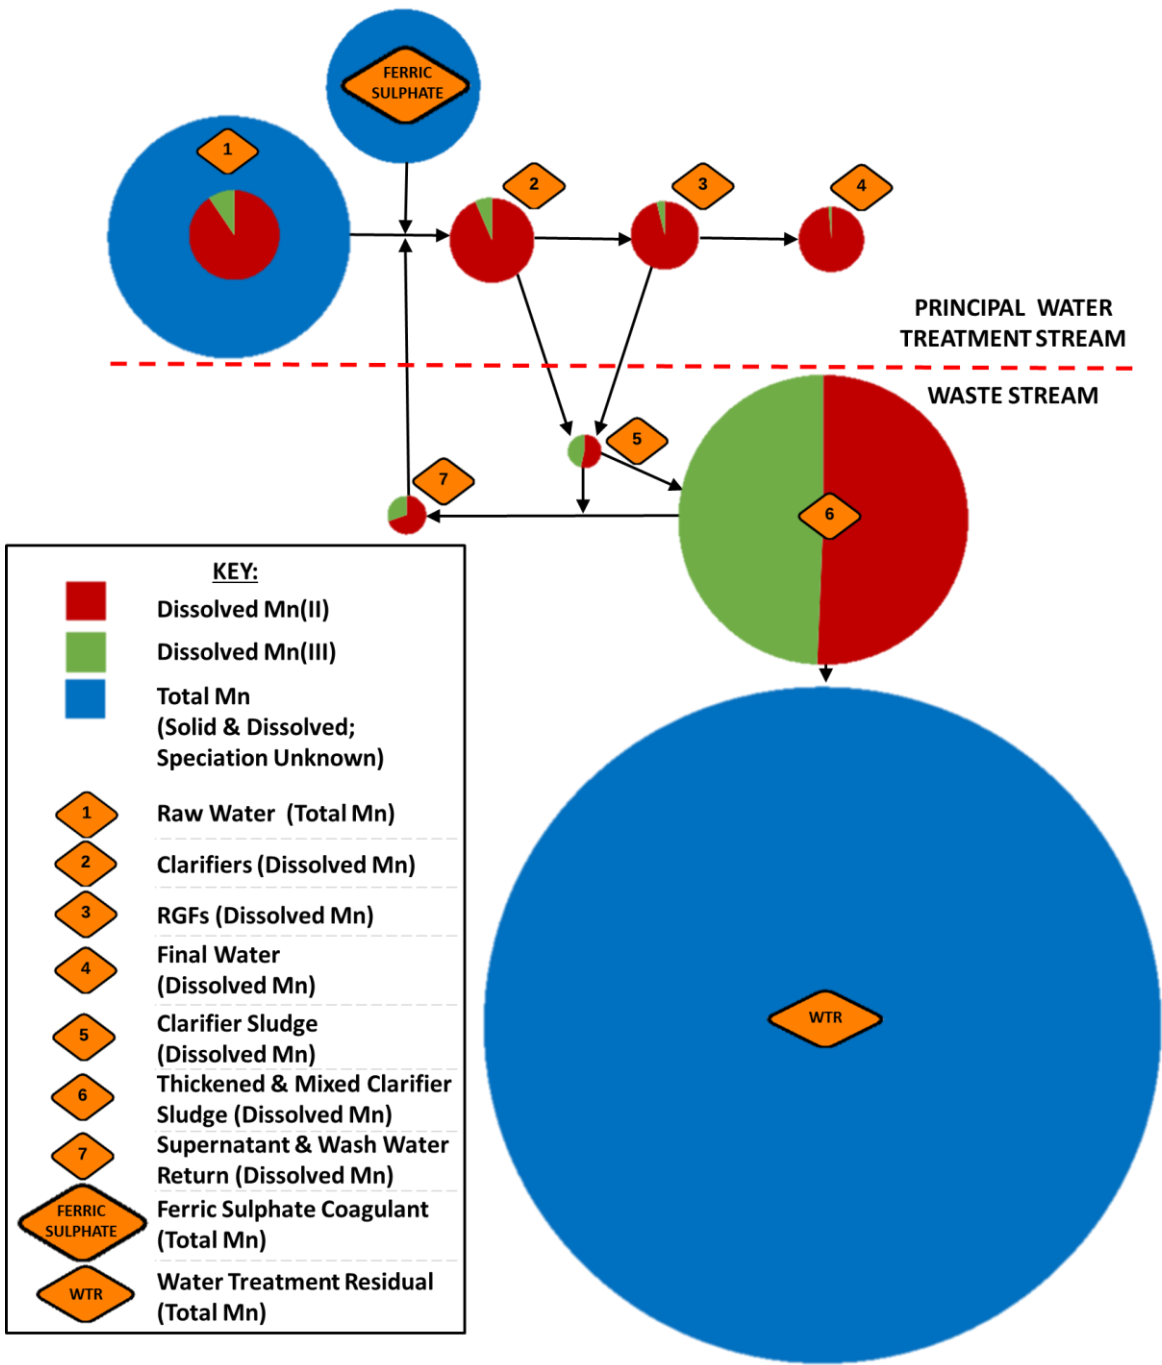 FERRIC
SULPHATE
1
2
3
4
PRINCIPAL WATER
TREATMENT STREAM
WASTE STREAM
5
7
6
KEY:
Dissolved Mn(II)
Dissolved Mn(III)
Total Mn
(Solid & Dissolved;
Speciation Unknown)
1 Raw Water (Total Mn)
2 Clarifiers (Dissolved Mn)
3 RGFs (Dissolved Mn)
4 Final Water
(Dissolved Mn)
5 Clarifier Sludge
(Dissolved Mn)
6 Thickened & Mixed Clarifier
Sludge (Dissolved Mn)
7 Supernatant & Wash Water
Return (Dissolved Mn)
FERRIC
SULPHATE
Ferric Sulphate Coagulant
(Total Mn)
WTR Water Treatment Residual
(Total Mn)
WTR